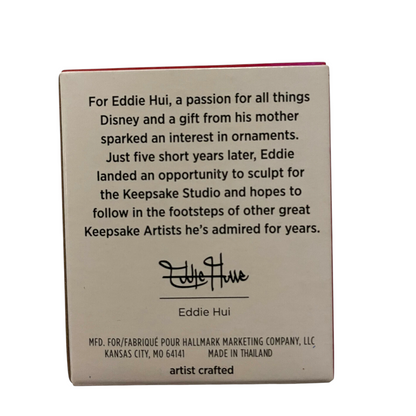 For Eddie Hui, a passion for all things
Disney and a gift from his mother
sparked an interest in ornaments.
Just five short years later, Eddie
landed an opportunity to sculpt for
the Keepsake Studio and hopes to
follow in the footsteps of other great
Keepsake Artists he's admired for years.
Eddie Hui
Eddie Hui
MFD. FOR/FABRIQUÉ POUR HALLMARK MARKETING COMPANY, LLC
KANSAS CITY, MO 64141 MADE IN THAILAND
artist crafted